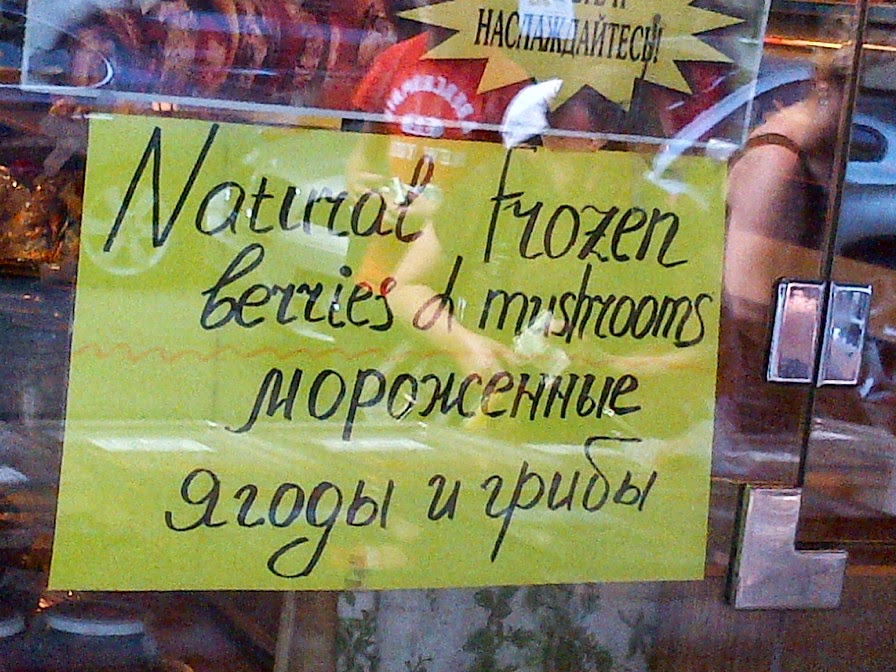 НАСЛАЖДАЙТЕСЬ!
Natural Frozen
berries & mushrooms
мороженные
ягоды и грибы